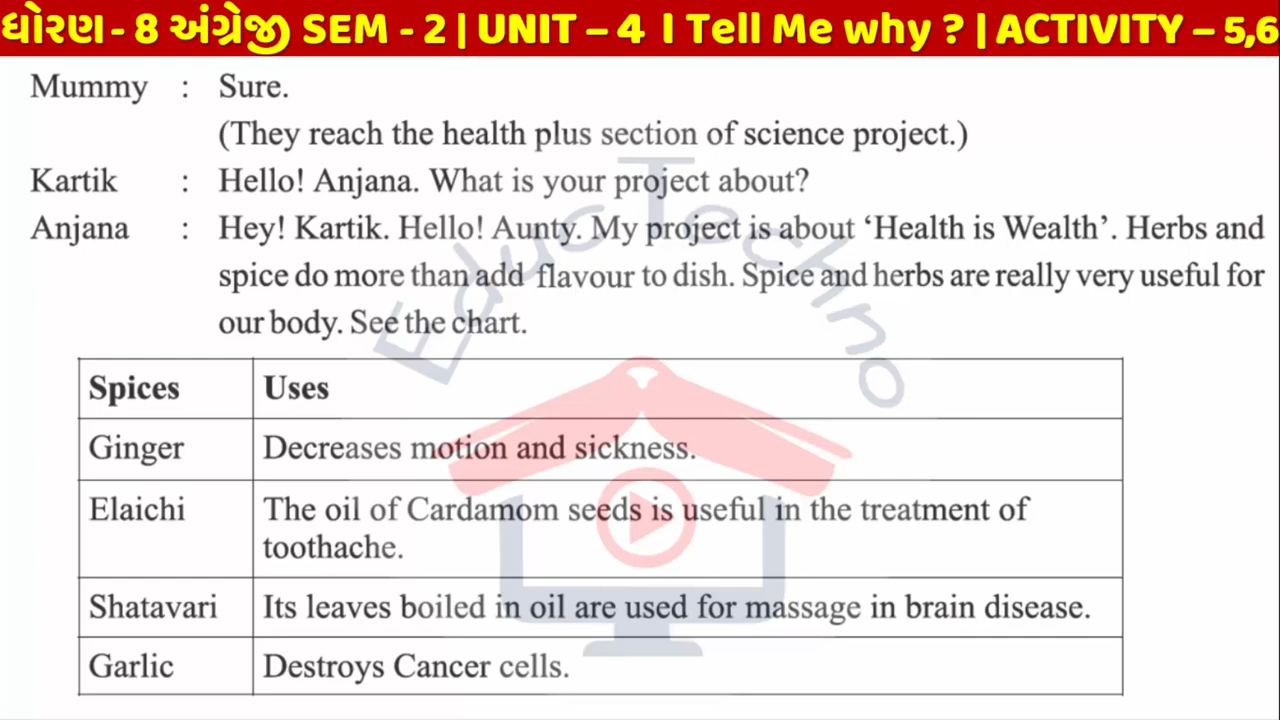 ધોરણ - 8 અંગ્રેજી SEM - 2 | UNIT – 4 I Tell Me why ? | ACTIVITY – 5,6
Mummy : Sure.
(They reach the health plus section of science project.)
Kartik : Hello! Anjana. What is your project about?
Anjana : Hey! Kartik. Hello! Aunty. My project is about ‘Health is Wealth’. Herbs and
spice do more than add flavour to dish. Spice and herbs are really very useful for
our body. See the chart.
Spices Uses
Ginger Decreases motion and sickness.
Elaichi The oil of Cardamom seeds is useful in the treatment of
toothache.
Shatavari Its leaves boiled in oil are used for massage in brain disease.
Garlic Destroys Cancer cells.
Educ Techno